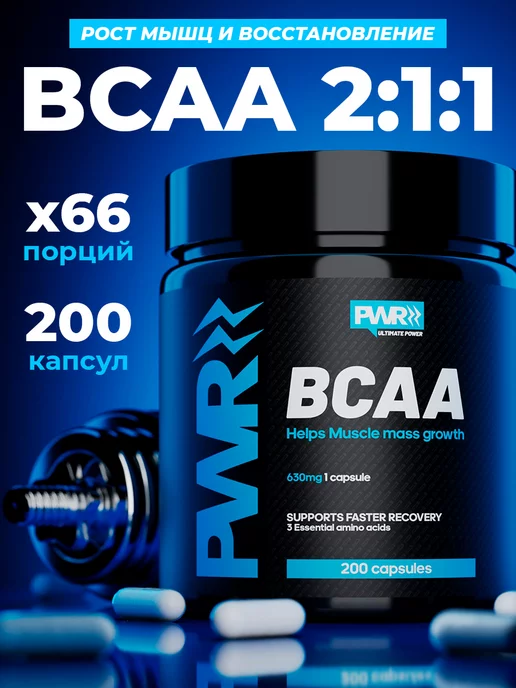 РОСТ МЫШЦ И ВОССТАНОВЛЕНИЕ
BCAA 2:1:1
x66
порций
200
капсул
PWR
PWR
ULTIMATE POWER
BCAA
Helps Muscle mass growth
630mg 1 capsule
SUPPORTS FASTER RECOVERY
3 Essential amino acids
200 capsules